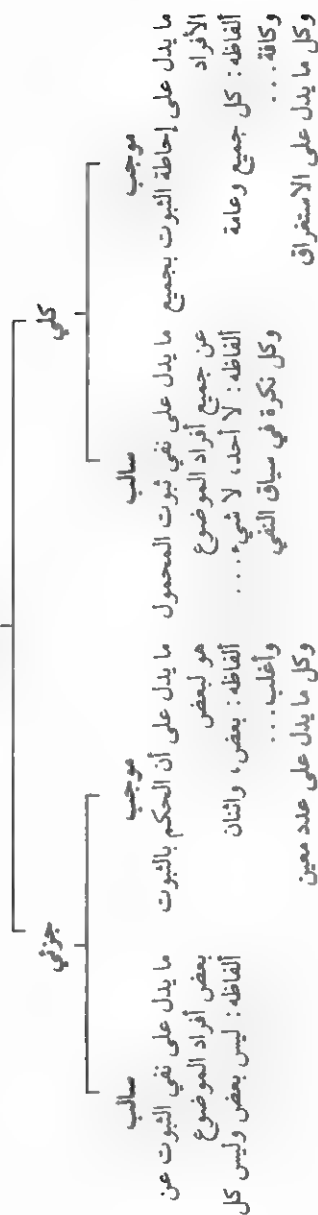 كلي
جزئي
موجب
ما يدل على إحاطة الثبوت بجميع
الأفراد
ألفاظه: كل جميع وعامة
وكافة...
وكل ما يدل على الاستغراق
سالب
ما يدل على نفي ثبوت المحمول
عن جميع أفراد الموضوع
ألفاظه: لا أحد، لا شيء...
وكل نكرة في سياق النفي
موجب
ما يدل على أن الحكم بالثبوت
هو لبعض
ألفاظه: بعض، واثنان
وأغلب...
وكل ما يدل على عدد معين
سالب
ما يدل على نفي الثبوت عن
بعض أفراد الموضوع
ألفاظه: ليس بعض وليس كل